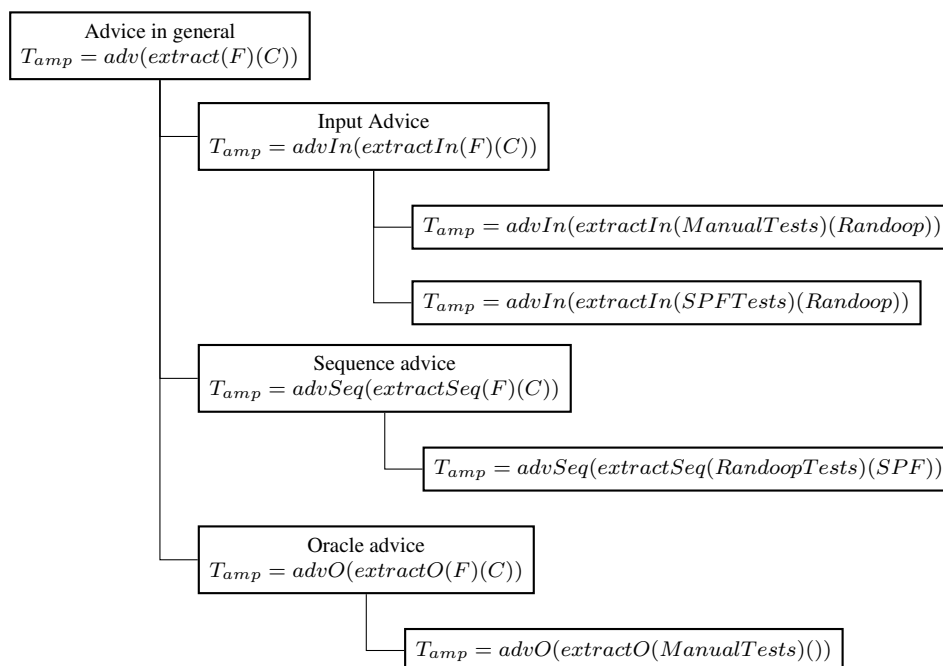 Advice in general
T_amp = adv(extract(F)(C))
Input Advice
T_amp = advIn(extractIn(F)(C))
T_amp = advIn(extractIn(ManualTests)(Randoop))
T_amp = advIn(extractIn(SPFTests)(Randoop))
Sequence advice
T_amp = advSeq(extractSeq(F)(C))
T_amp = advSeq(extractSeq(RandoopTests)(SPF))
Oracle advice
T_amp = advO(extractO(F)(C))
T_amp = advO(extractO(ManualTests)())